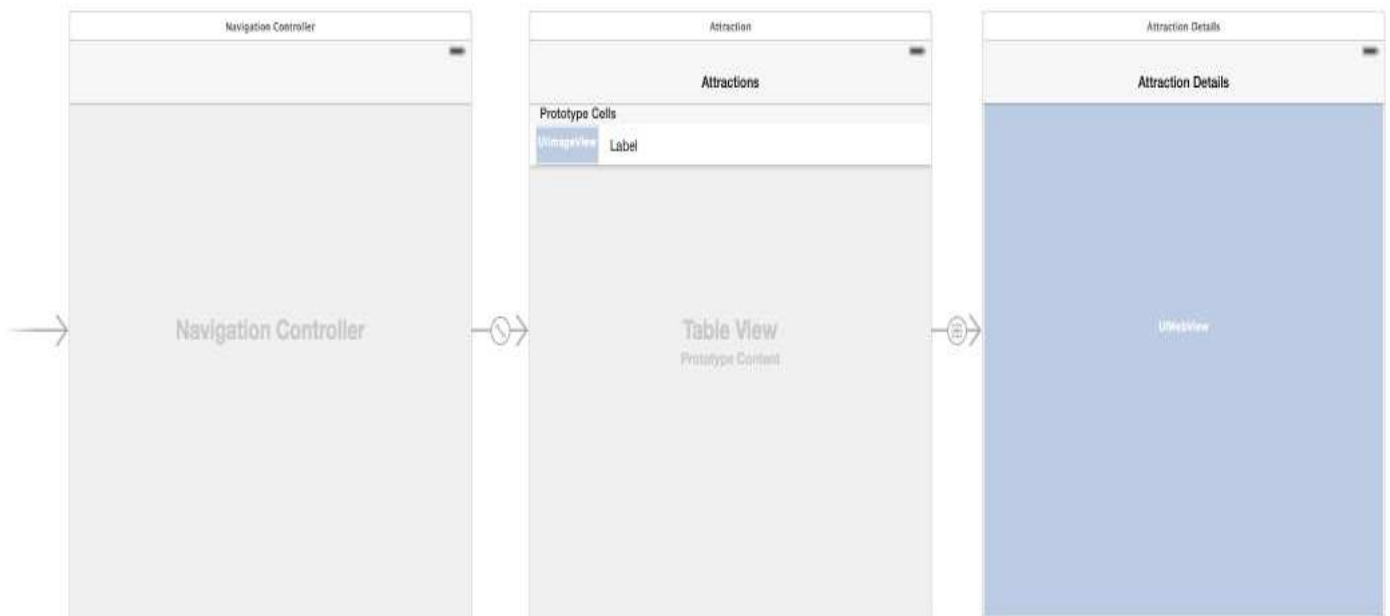 Navigation Controller
Navigation Controller
Attraction
Attractions
Prototype Cells
UIImageView
Label
Table View
Prototype Content
Attraction Details
Attraction Details
UIWebView